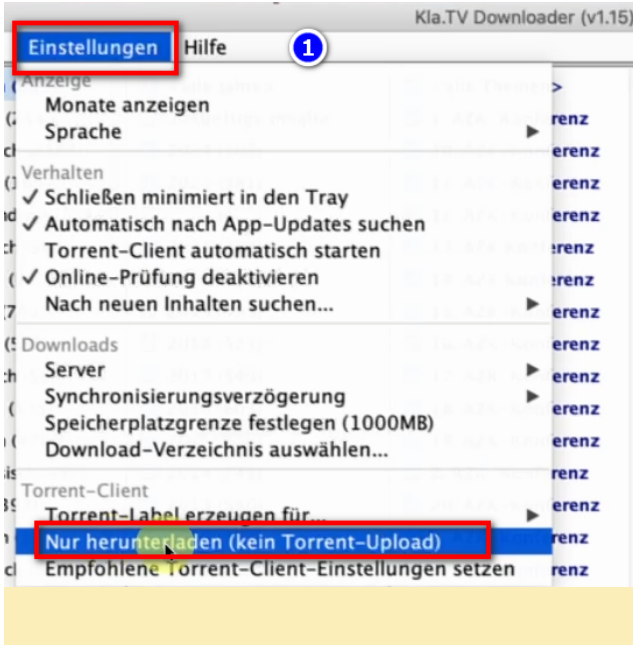 Kla.TV Downloader (v1.15)
Einstellungen Hilfe 1
Anzeige
Monate anzeigen
Sprache
Verhalten
✓ Schließen minimiert in den Tray
✓ Automatisch nach App-Updates suchen
Torrent-Client automatisch starten
✓ Online-Prüfung deaktivieren
Nach neuen Inhalten suchen...
Downloads
Server
Synchronisierungsverzögerung
Speicherplatzgrenze festlegen (1000MB)
Download-Verzeichnis auswählen...
Torrent-Client
Torrent-Label erzeugen für...
Nur herunterladen (kein Torrent-Upload)
Empfohlene Torrent-Client-Einstellungen setzen